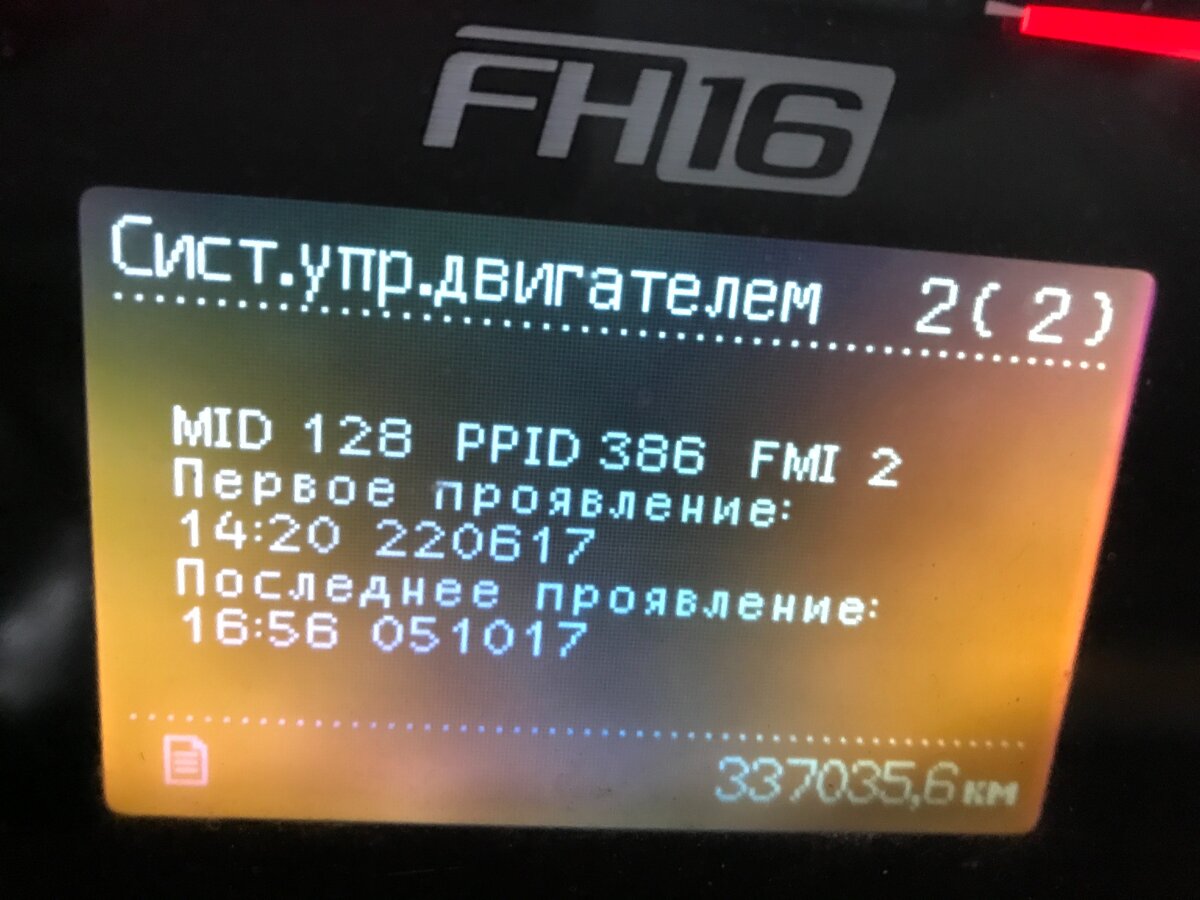 FH16
Сист.упр.двигателем 2(2)
MID 128 PPID 386 FMI 2
Первое проявление:
14:20 220617
Последнее проявление:
16:56 051017
337035,6 км